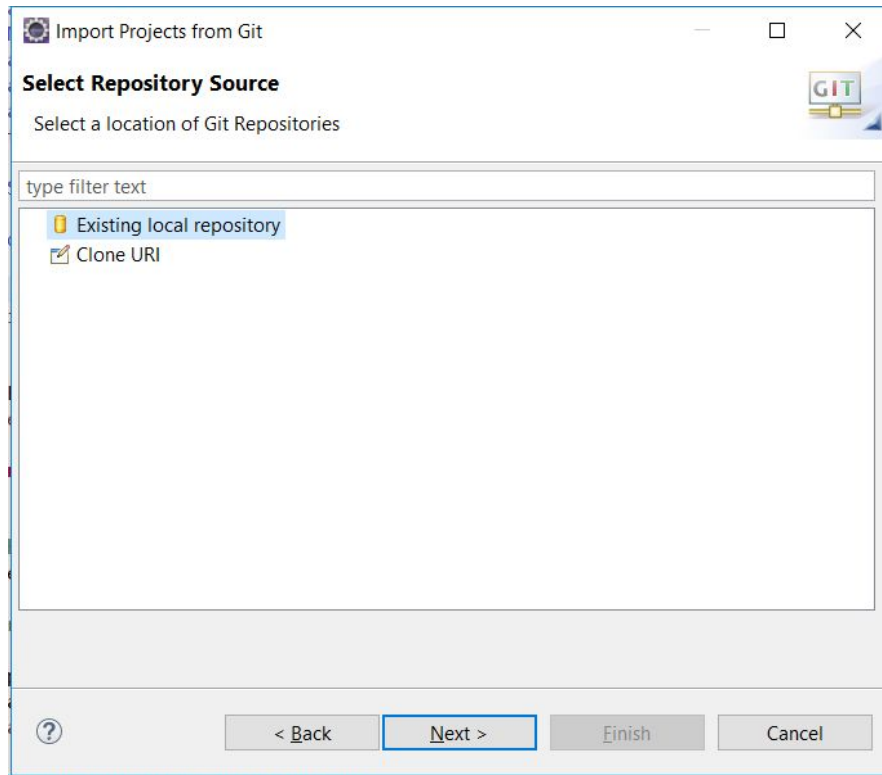 Import Projects from Git
Select Repository Source
Select a location of Git Repositories
GIT
type filter text
Existing local repository
Clone URI
< Back
Next >
Finish
Cancel